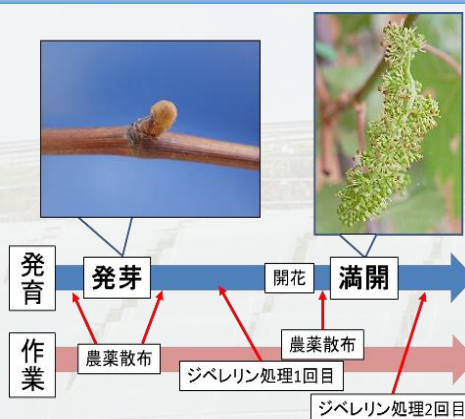 発育
発芽
開花
満開
作業
農薬散布
ジベレリン処理1回目
農薬散布
ジベレリン処理2回目